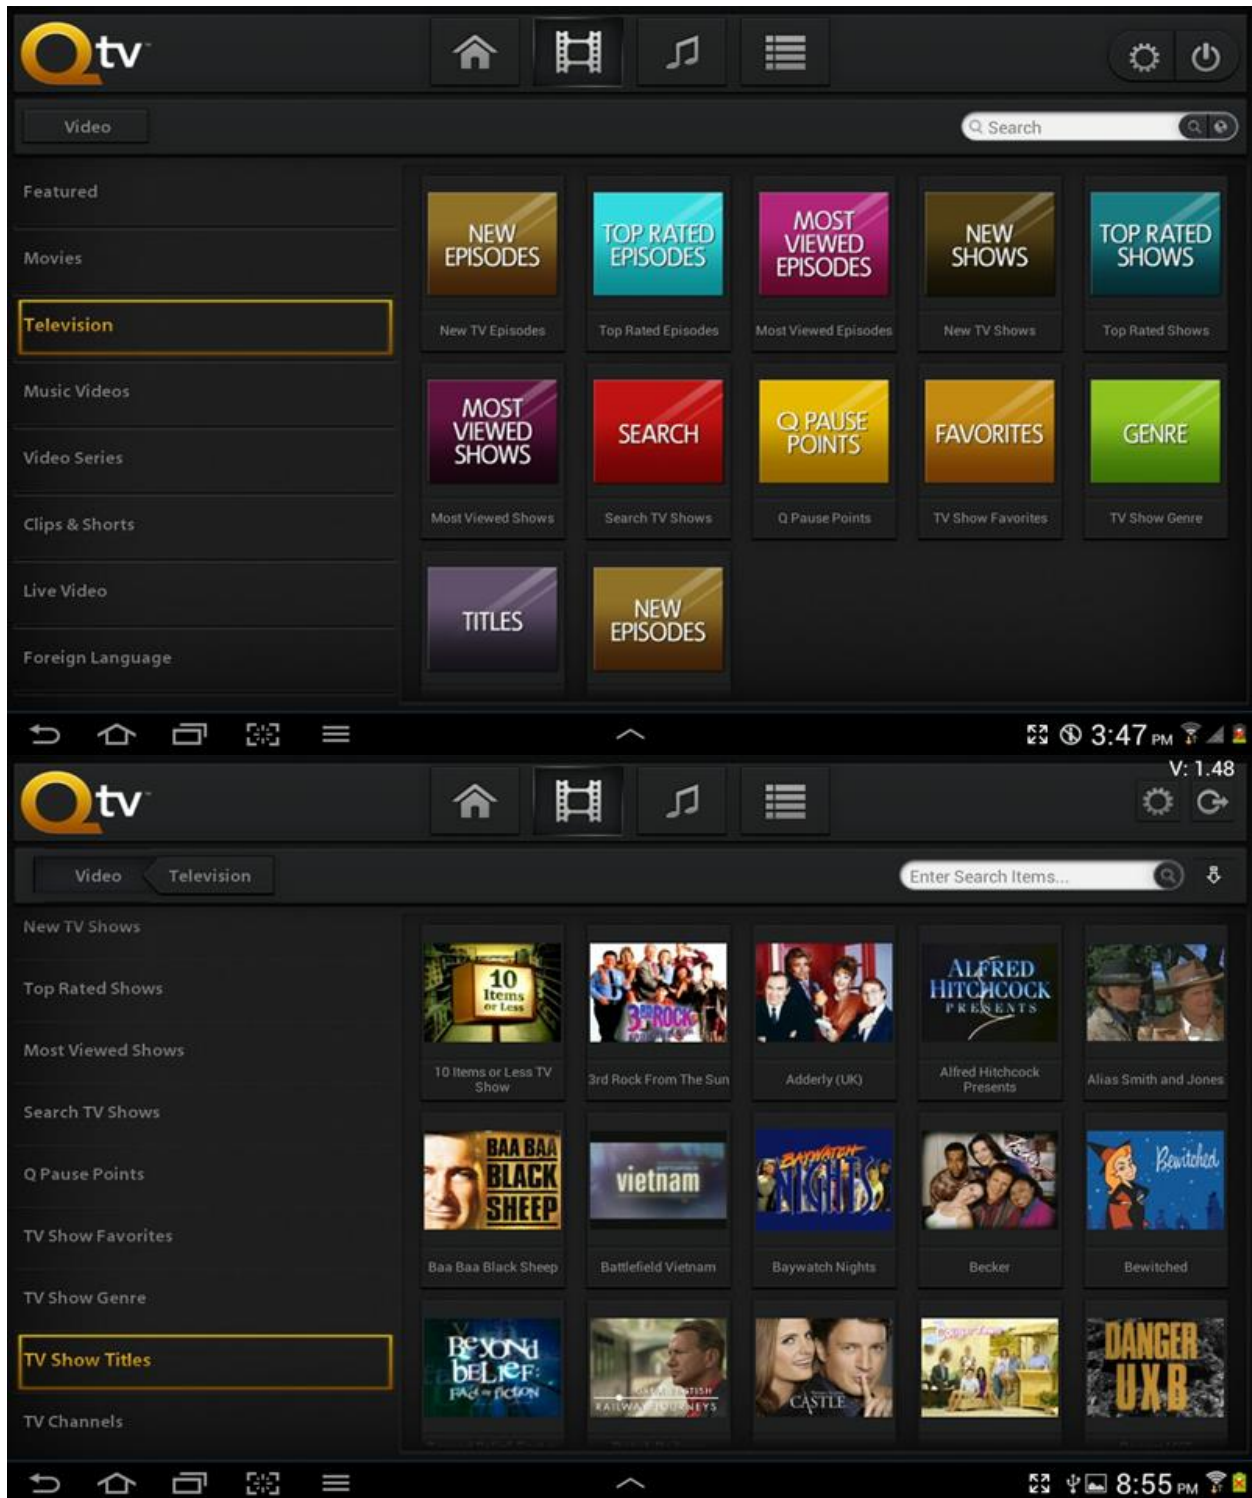 Qtv
Video
Search
Featured
Movies
Television
Music Videos
Video Series
Clips & Shorts
Live Video
Foreign Language
NEW
EPISODES
New TV Episodes
TOP RATED
EPISODES
Top Rated Episodes
MOST
VIEWED
EPISODES
Most Viewed Episodes
NEW
SHOWS
New TV Shows
TOP RATED
SHOWS
Top Rated Shows
MOST
VIEWED
SHOWS
Most Viewed Shows
SEARCH
Search TV Shows
Q PAUSE
POINTS
Q Pause Points
FAVORITES
TV Show Favorites
GENRE
TV Show Genre
TITLES
NEW
EPISODES
3:47 PM
V: 1.48
Qtv
Video
Television
Enter Search Items...
New TV Shows
Top Rated Shows
Most Viewed Shows
Search TV Shows
Q Pause Points
TV Show Favorites
TV Show Genre
TV Show Titles
TV Channels
10
Items
or Less
10 Items or Less TV
Show
3RD ROCK
3rd Rock From The Sun
Adderly (UK)
ALFRED
HITCHCOCK
PRESENTS
Alfred Hitchcock
Presents
Alias Smith and Jones
BAA BAA
BLACK
SHEEP
Baa Baa Black Sheep
vietnam
Battlefield Vietnam
BAYWATCH
NIGHTS
Baywatch Nights
Becker
Bewitched
Bewitched
BEYOND
BELIEF:
FACT or FICTION
RAILWAY JOURNEYS
CASTLE
DANGER
UXB
8:55 PM